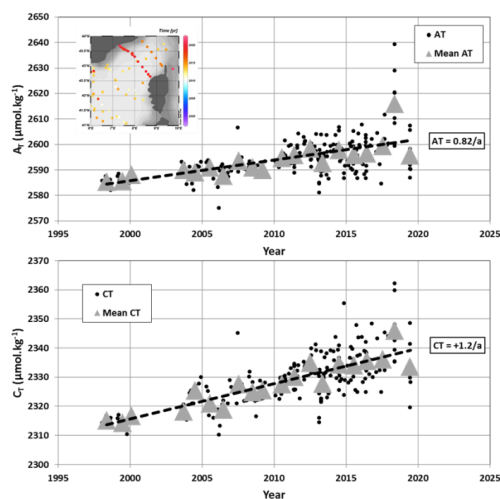 2650
2640
2630
2620
2610
2600
2590
2580
2570
A_T (µmol.kg⁻¹)
Time [yr]
AT
Mean AT
AT = 0.82/a
1995 2000 2005 2010 2015 2020 2025
Year
2370
2360
2350
2340
2330
2320
2310
2300
C_T (µmol.kg⁻¹)
CT
Mean CT
CT = +1.2/a
1995 2000 2005 2010 2015 2020 2025
Year